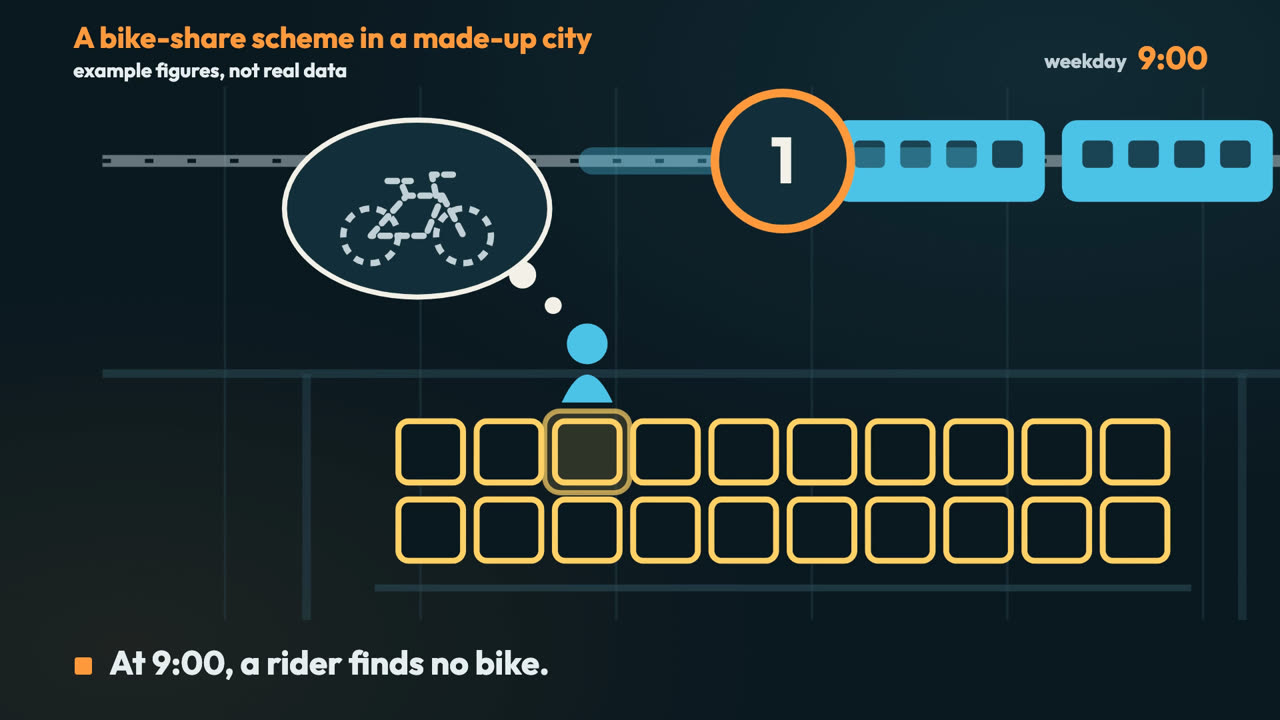 A bike-share scheme in a made-up city
example figures, not real data
weekday 9:00
1
At 9:00, a rider finds no bike.